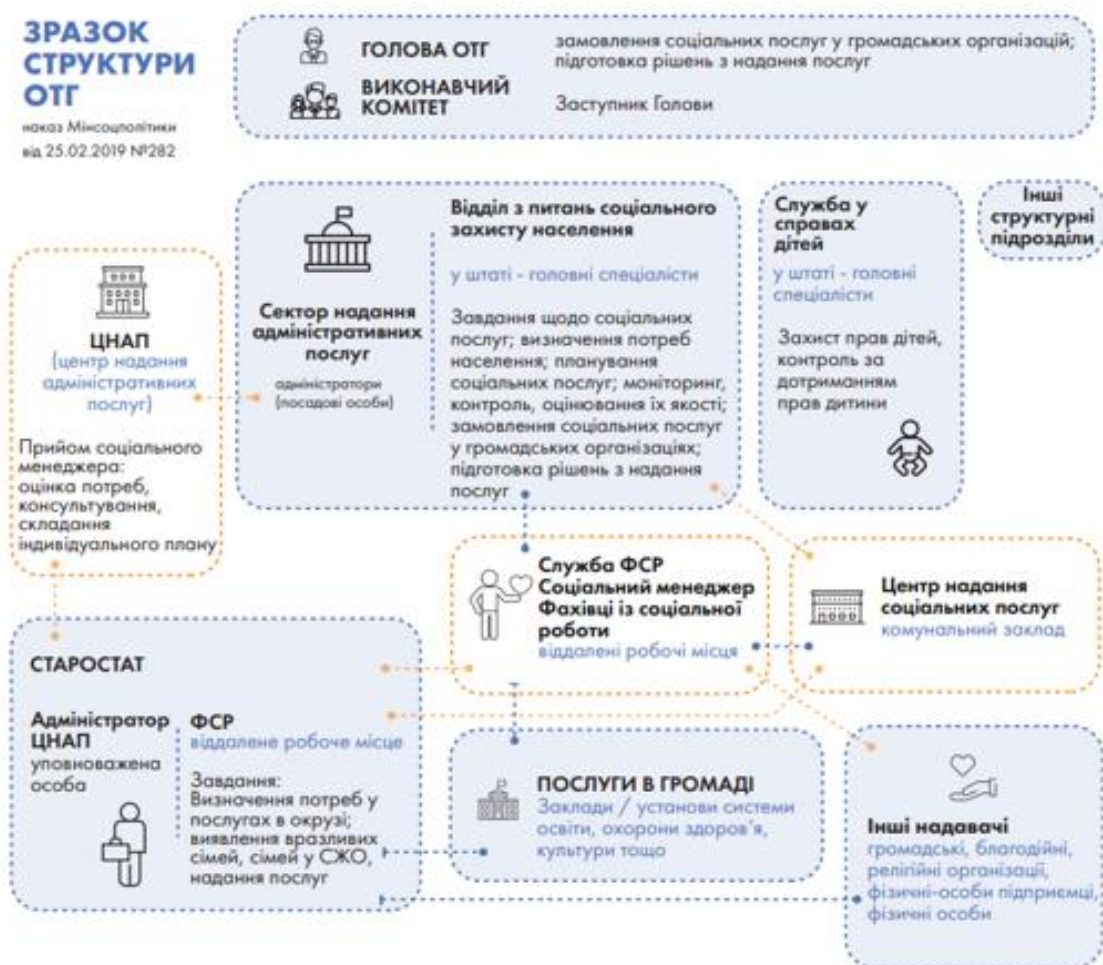 ЗРАЗОК
СТРУКТУРИ
ОТГ
наказ Мінсоцполітики
від 25.02.2019 №282
ГОЛОВА ОТГ
замовлення соціальних послуг у громадських організацій;
підготовка рішень з надання послуг
ВИКОНАВЧИЙ
КОМІТЕТ
Заступник Голови
ЦНАП
(центр надання
адміністративних
послуг)
Прийом соціального
менеджера:
оцінка потреб,
консультування,
складання
індивідуального плану
Сектор надання
адміністративних
послуг
адміністратори
(посадові особи)
Відділ з питань соціального
захисту населення
у штаті - головні спеціалісти
Завдання щодо соціальних
послуг; визначення потреб
населення; планування
соціальних послуг; моніторинг,
контроль, оцінювання їх якості;
замовлення соціальних послуг
у громадських організаціях;
підготовка рішень з надання
послуг
Служба у
справах
дітей
у штаті - головні
спеціалісти
Захист прав дітей,
контроль за
дотриманням
прав дитини
Інші
структурні
підрозділи
Служба ФСР
Соціальний менеджер
Фахівці із соціальної
роботи
віддалені робочі місця
Центр надання
соціальних послуг
комунальний заклад
СТАРОСТАТ
Адміністратор
ЦНАП
уповноважена
особа
ФСР
віддалене робоче місце
Завдання:
Визначення потреб у
послугах в окрузі;
виявлення вразливих
сімей, сімей у СЖО,
надання послуг
ПОСЛУГИ В ГРОМАДІ
Заклади / установи системи
освіти, охорони здоров'я,
культури тощо
Інші надавачі
громадські, благодійні,
релігійні організації,
фізичні-особи підприємці,
фізичні особи